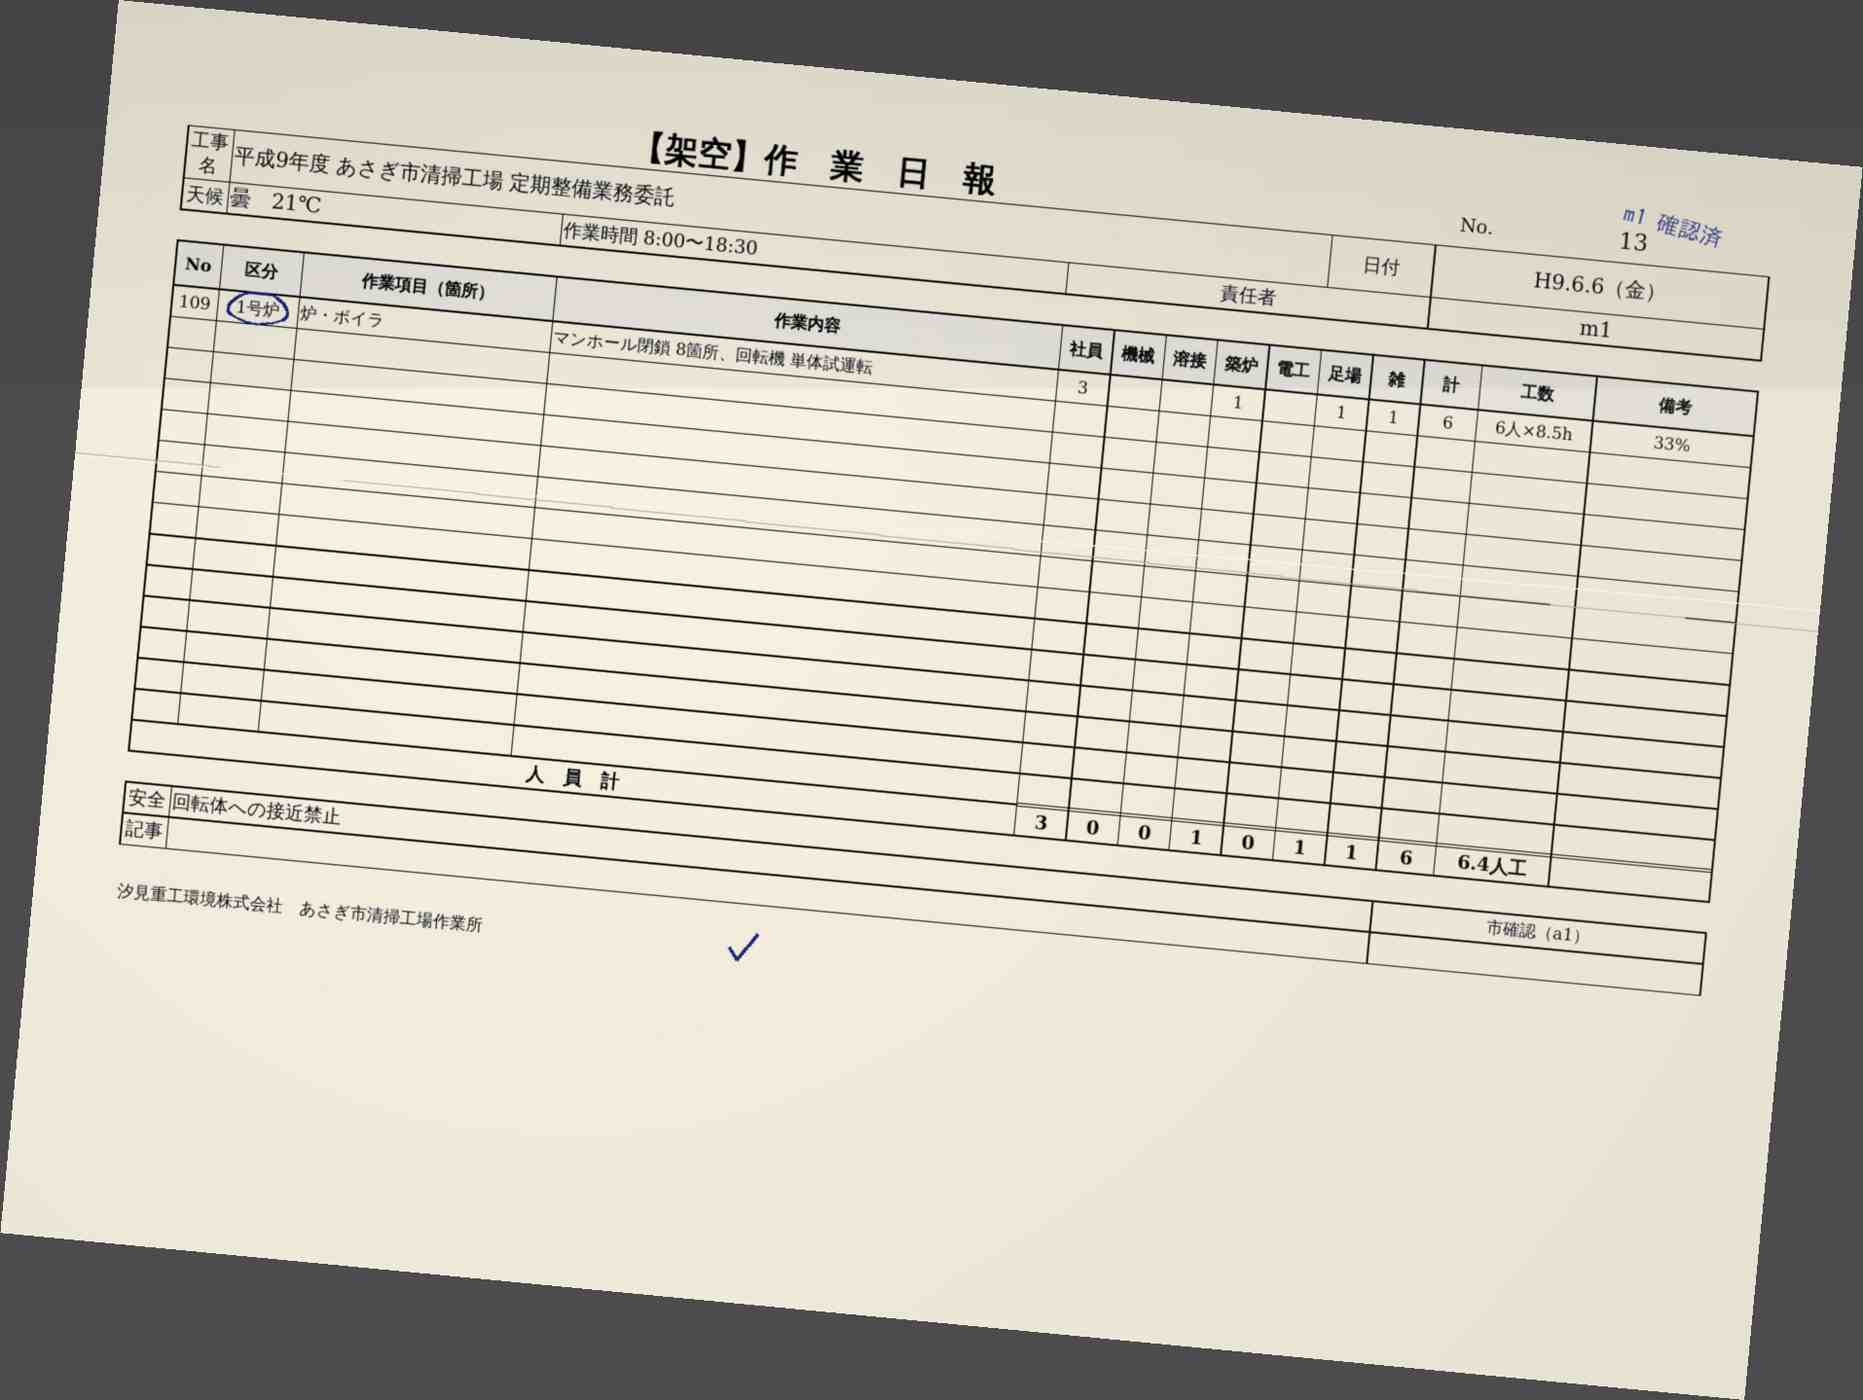 【架空】作 業 日 報
No. 13
m1 確認済
工事名 平成9年度 あさぎ市清掃工場 定期整備業務委託 日付 H9.6.6（金）
天候 曇 21℃ 作業時間 8:00〜18:30 責任者 m1
No 区分 作業項目（箇所） 作業内容 社員 機械 溶接 築炉 電工 足場 雑 計 工数 備考
109 1号炉 炉・ボイラ マンホール閉鎖 8箇所、回転機 単体試運転 3 1 1 1 6 6人×8.5h 33%
人 員 計 3 0 0 1 0 1 1 6 6.4人工
安全 回転体への接近禁止 市確認（a1）
記事
汐見重工環境株式会社 あさぎ市清掃工場作業所